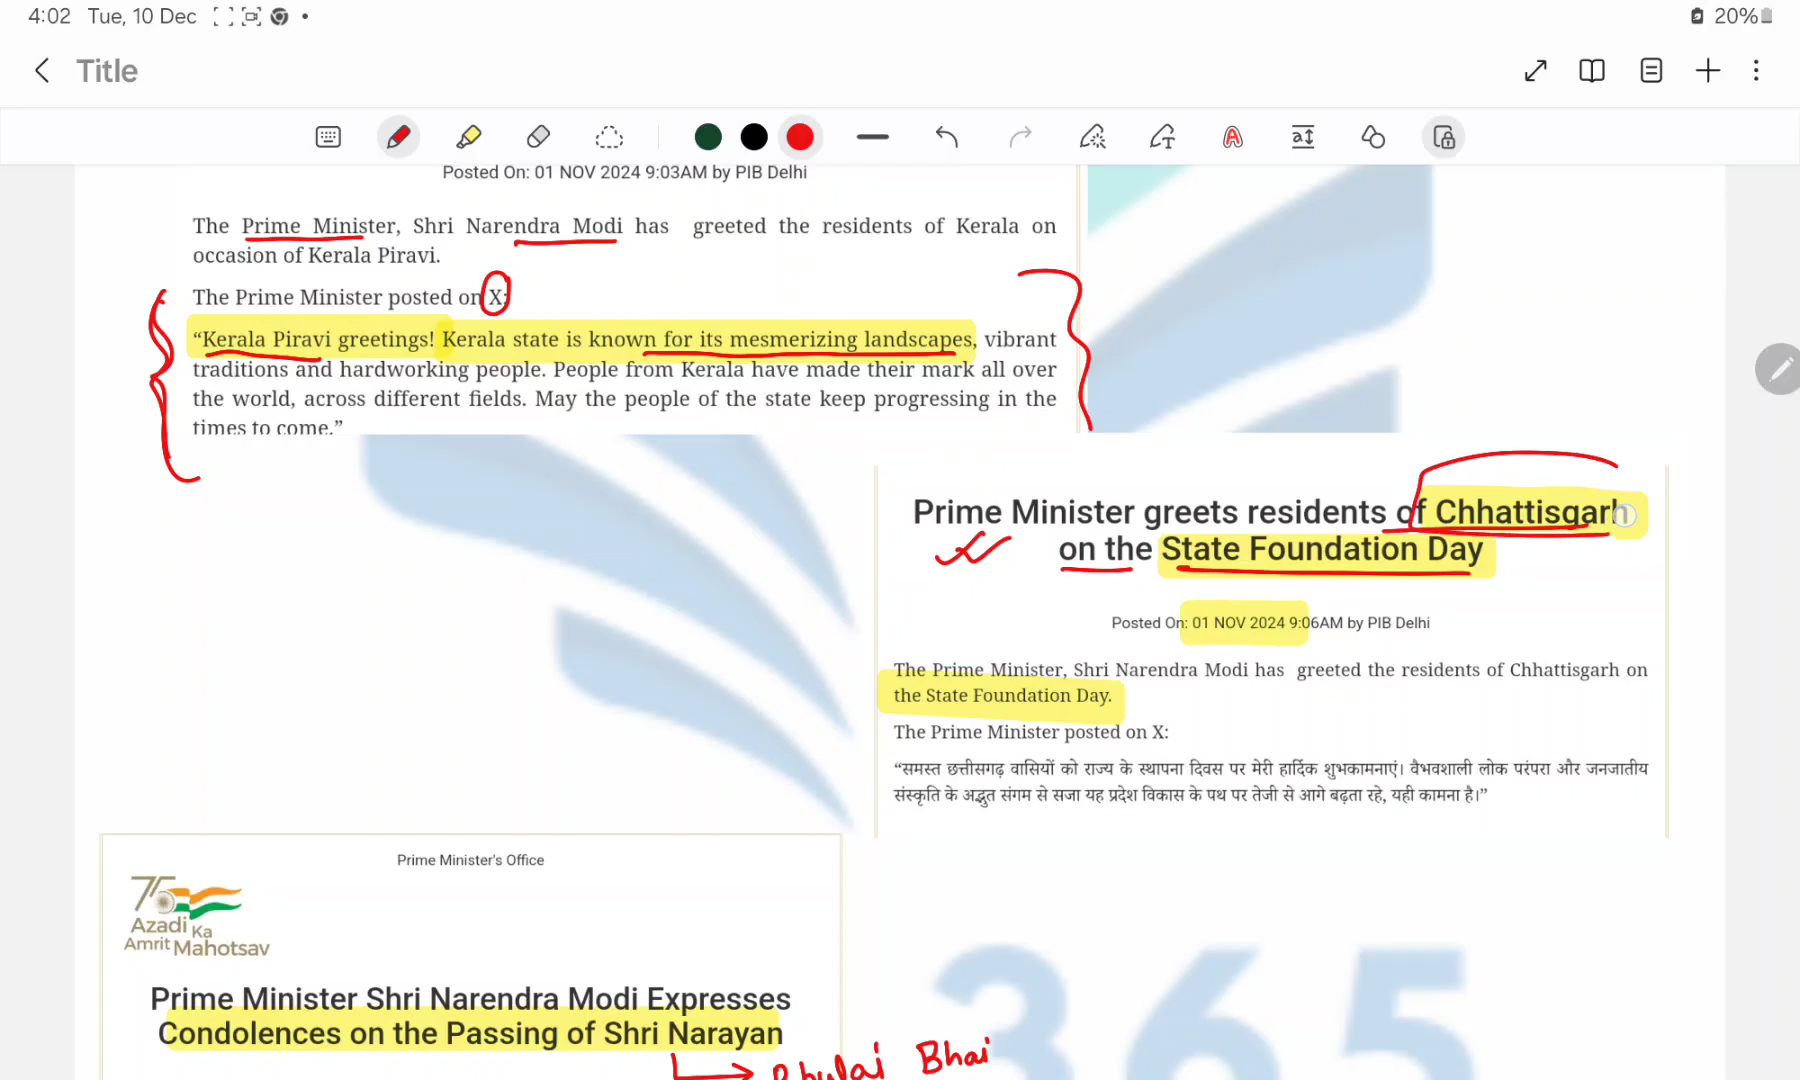 4:02 Tue, 10 Dec
20%
Title
Posted On: 01 NOV 2024 9:03AM by PIB Delhi
The Prime Minister, Shri Narendra Modi has greeted the residents of Kerala on
occasion of Kerala Piravi.
The Prime Minister posted on X:
“Kerala Piravi greetings! Kerala state is known for its mesmerizing landscapes, vibrant
traditions and hardworking people. People from Kerala have made their mark all over
the world, across different fields. May the people of the state keep progressing in the
times to come.”
Prime Minister greets residents of Chhattisgarh
on the State Foundation Day
Posted On: 01 NOV 2024 9:06AM by PIB Delhi
The Prime Minister, Shri Narendra Modi has greeted the residents of Chhattisgarh on
the State Foundation Day.
The Prime Minister posted on X:
“समस्त छत्तीसगढ़ वासियों को राज्य के स्थापना दिवस पर मेरी हार्दिक शुभकामनाएं। वैभवशाली लोक परंपरा और जनजातीय
संस्कृति के अद्भुत संगम से सजा यह प्रदेश विकास के पथ पर तेजी से आगे बढ़ता रहे, यही कामना है।”
Prime Minister's Office
75
Azadi Ka
Amrit Mahotsav
Prime Minister Shri Narendra Modi Expresses
Condolences on the Passing of Shri Narayan
Bhai
365